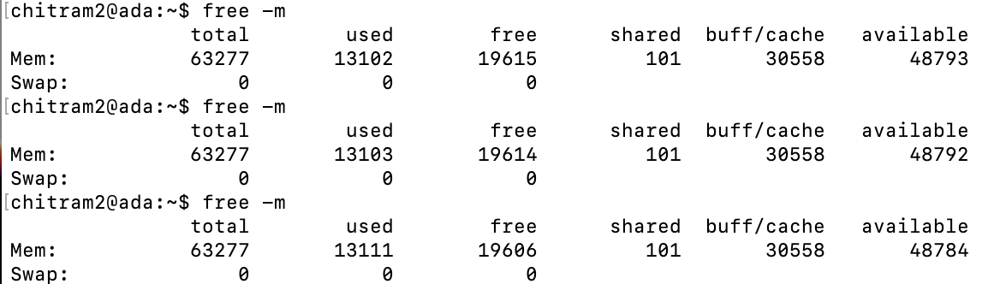 [chitram2@ada:~$ free -m
              total        used        free      shared  buff/cache   available
Mem:          63277       13102       19615         101       30558       48793
Swap:             0           0           0
[chitram2@ada:~$ free -m
              total        used        free      shared  buff/cache   available
Mem:          63277       13103       19614         101       30558       48792
Swap:             0           0           0
[chitram2@ada:~$ free -m
              total        used        free      shared  buff/cache   available
Mem:          63277       13111       19606         101       30558       48784
Swap:             0           0           0